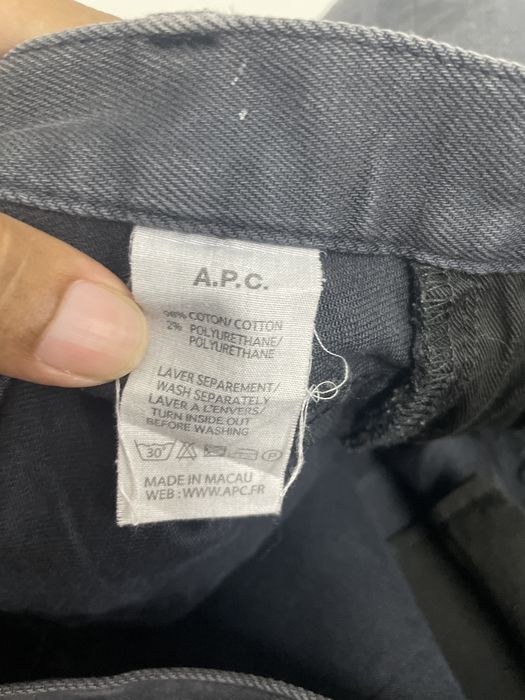 A.P.C.
98% COTON/ COTTON
2% POLYURETHANE/
POLYURETHANE
LAVER SEPAREMENT/
WASH SEPARATELY
LAVER A L'ENVERS/
TURN INSIDE OUT
BEFORE WASHING
30° P
MADE IN MACAU
WEB : WWW.APC.FR